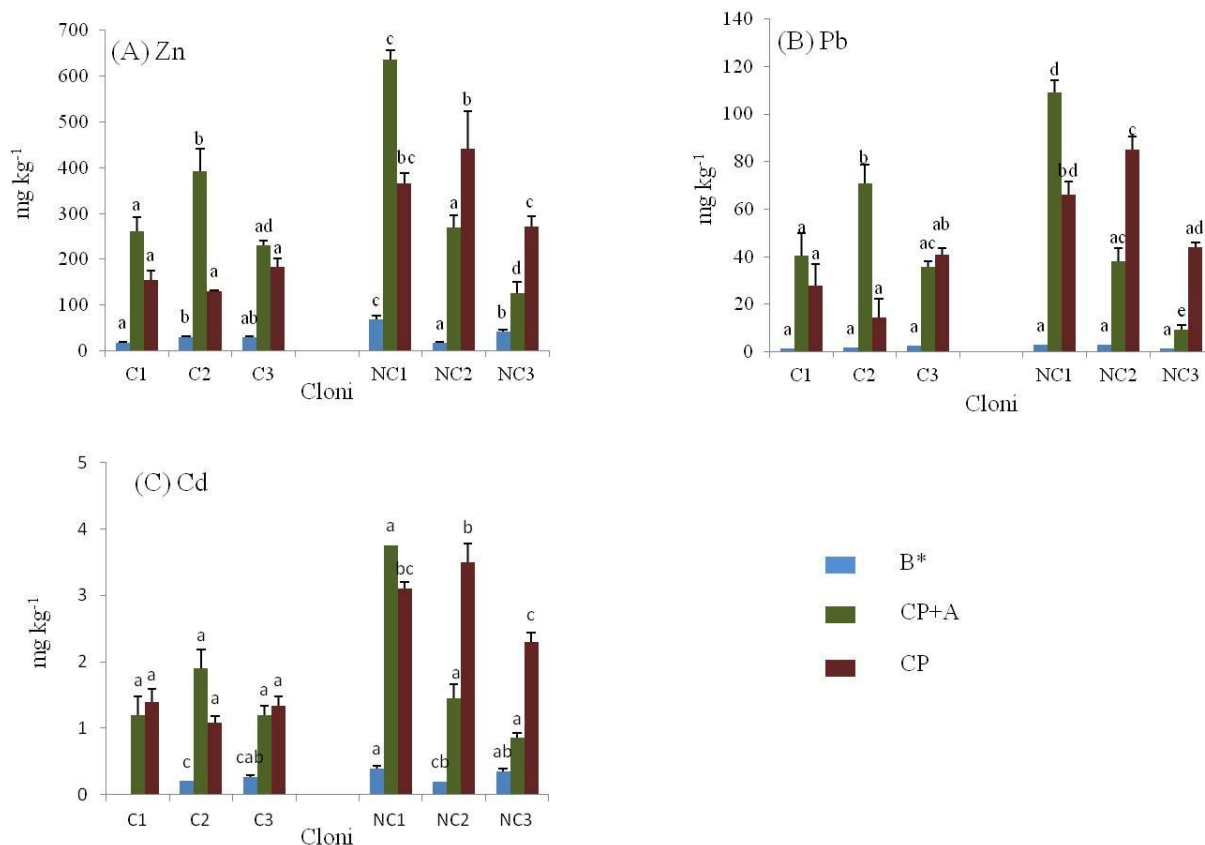 (A) Zn
mg kg-1
700
600
500
400
300
200
100
0
a
a
a
b
b
a
ab
ad
a
c
c
bc
a
a
b
b
d
c
C1
C2
C3
NC1
NC2
NC3
Cloni
(B) Pb
mg kg-1
140
120
100
80
60
40
20
0
a
a
a
a
b
a
a
ac
ab
a
d
bd
a
ac
c
a
e
ad
C1
C2
C3
NC1
NC2
NC3
Cloni
(C) Cd
mg kg-1
5
4
3
2
1
0
a
a
c
a
a
cab
a
a
a
a
bc
cb
a
b
ab
a
c
C1
C2
C3
NC1
NC2
NC3
Cloni
B*
CP+A
CP